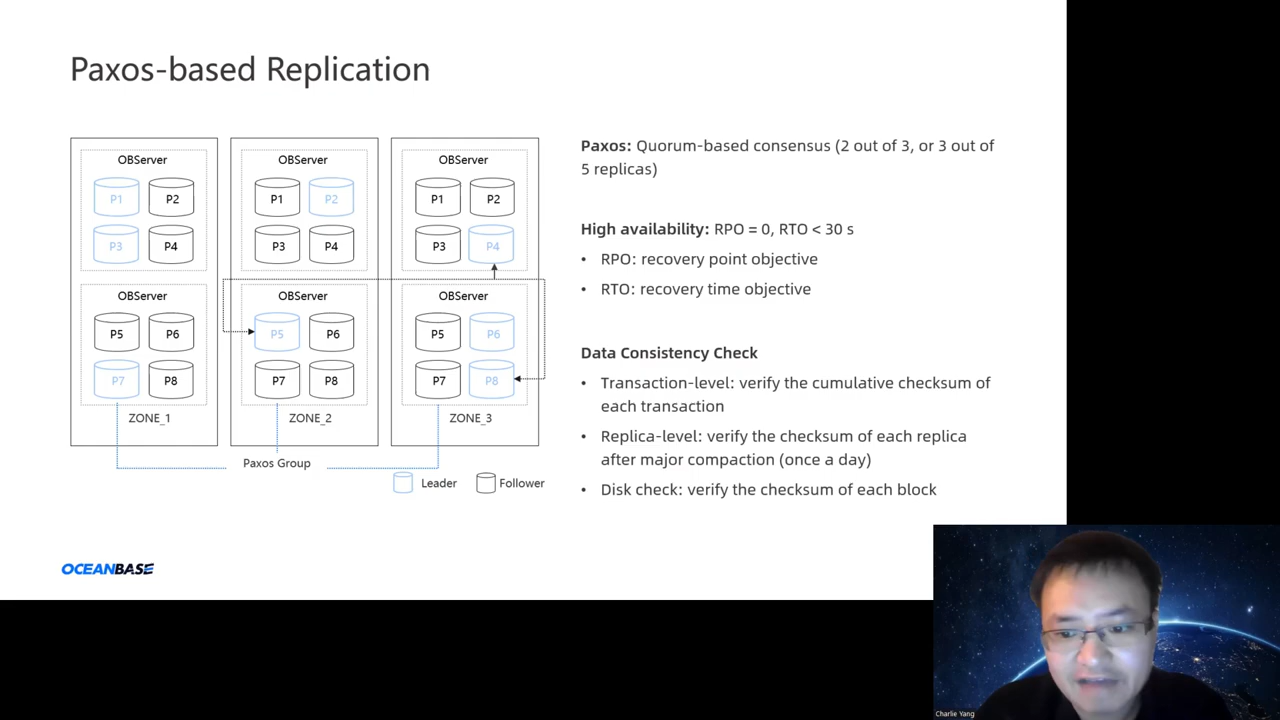 Paxos-based Replication
OBServer
P1 P2
P3 P4
OBServer
P5 P6
P7 P8
ZONE_1
OBServer
P1 P2
P3 P4
OBServer
P5 P6
P7 P8
ZONE_2
OBServer
P1 P2
P3 P4
OBServer
P5 P6
P7 P8
ZONE_3
Paxos Group
Leader Follower
Paxos: Quorum-based consensus (2 out of 3, or 3 out of
5 replicas)
High availability: RPO = 0, RTO < 30 s
• RPO: recovery point objective
• RTO: recovery time objective
Data Consistency Check
• Transaction-level: verify the cumulative checksum of
each transaction
• Replica-level: verify the checksum of each replica
after major compaction (once a day)
• Disk check: verify the checksum of each block
OCEANBASE
Charlie Yang